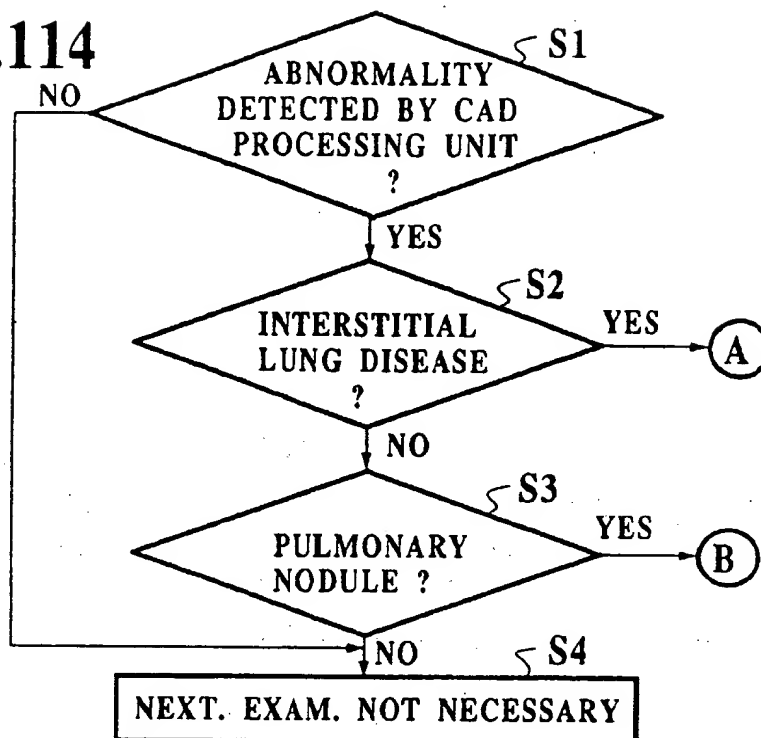 .114
S1
ABNORMALITY
DETECTED BY CAD
PROCESSING UNIT
?
NO
YES
S2
INTERSTITIAL
LUNG DISEASE
?
YES
A
NO
S3
PULMONARY
NODULE ?
YES
B
NO
S4
NEXT. EXAM. NOT NECESSARY